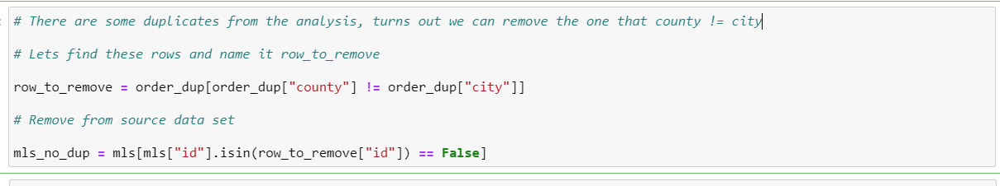 # There are some duplicates from the analysis, turns out we can remove the one that county != city
# Lets find these rows and name it row_to_remove
row_to_remove = order_dup[order_dup["county"] != order_dup["city"]]
# Remove from source data set
mls_no_dup = mls[mls["id"].isin(row_to_remove["id"]) == False]